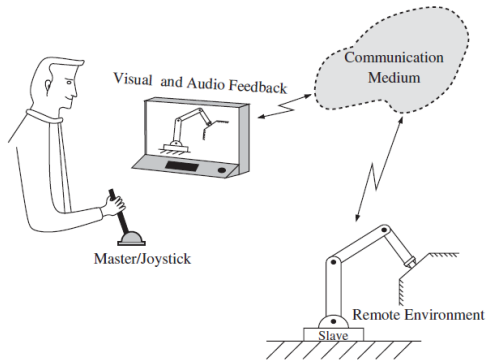 Communication
Medium
Visual and Audio Feedback
Master/Joystick
Remote Environment
Slave